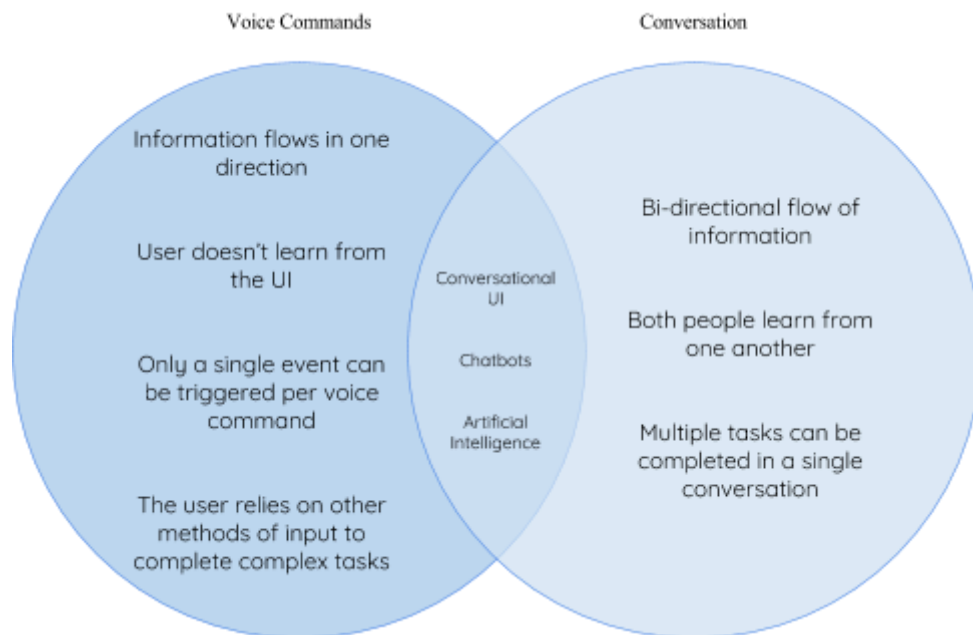 Voice Commands
Conversation
Information flows in one
direction
User doesn't learn from
the UI
Only a single event can
be triggered per voice
command
The user relies on other
methods of input to
complete complex tasks
Conversational
UI
Chatbots
Artificial
Intelligence
Bi-directional flow of
information
Both people learn from
one another
Multiple tasks can be
completed in a single
conversation